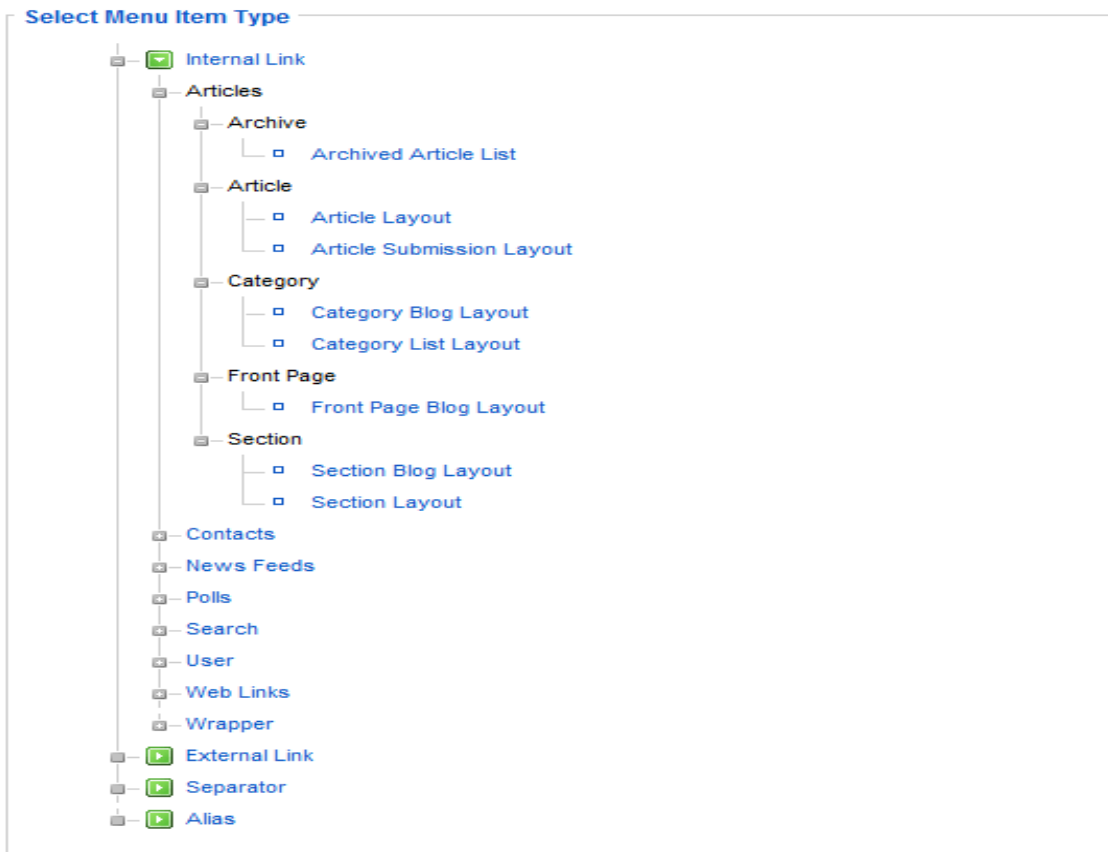 Select Menu Item Type
Internal Link
Articles
Archive
Archived Article List
Article
Article Layout
Article Submission Layout
Category
Category Blog Layout
Category List Layout
Front Page
Front Page Blog Layout
Section
Section Blog Layout
Section Layout
Contacts
News Feeds
Polls
Search
User
Web Links
Wrapper
External Link
Separator
Alias